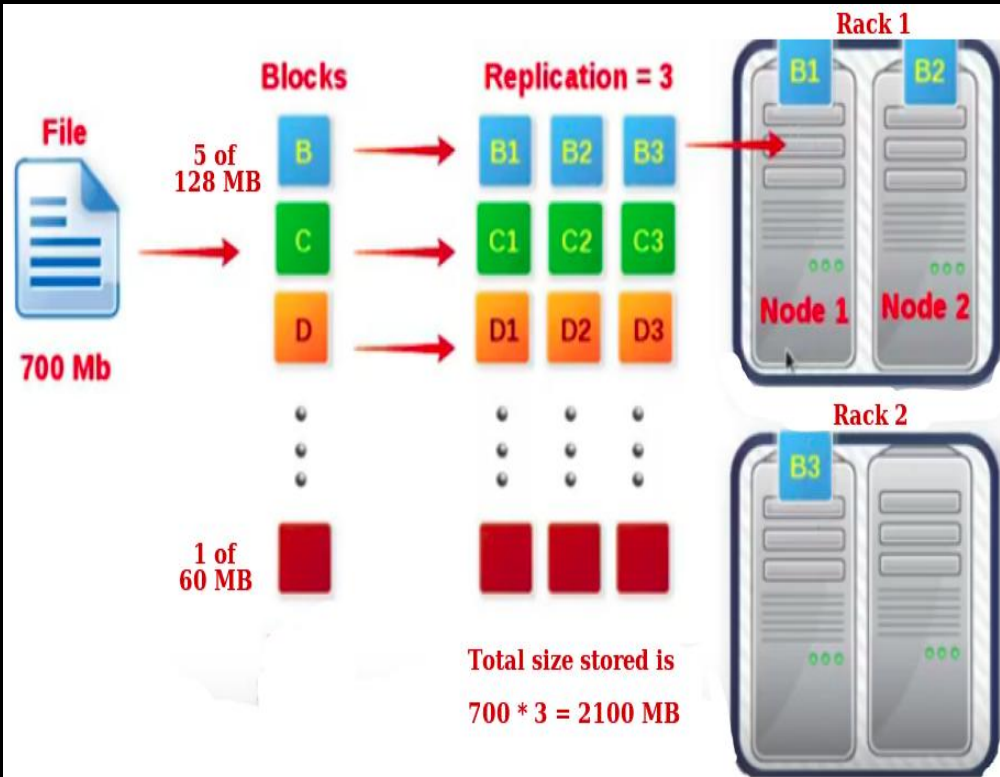 Rack 1
Blocks
Replication = 3
File
5 of
128 MB
B
B1 B2 B3
B1
B2
C
C1 C2 C3
D
D1 D2 D3
Node 1
Node 2
700 Mb
Rack 2
B3
1 of
60 MB
Total size stored is
700 * 3 = 2100 MB